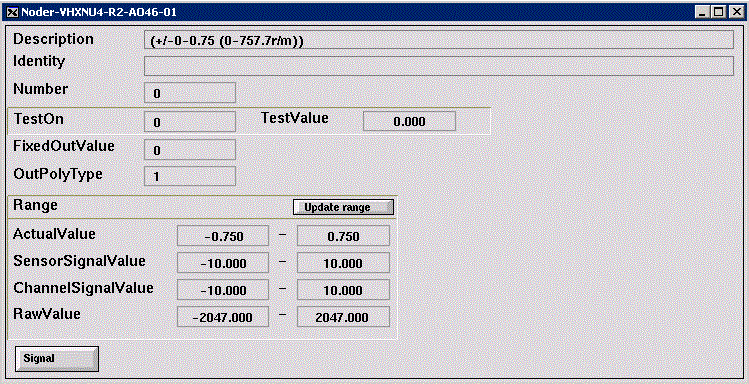 Noder-VHXNU4-R2-AO46-01
Description (+/-0-0.75 (0-757.7r/m))
Identity
Number 0
TestOn 0 TestValue 0.000
FixedOutValue 0
OutPolyType 1
Range Update range
ActualValue -0.750 - 0.750
SensorSignalValue -10.000 - 10.000
ChannelSignalValue -10.000 - 10.000
RawValue -2047.000 - 2047.000
Signal